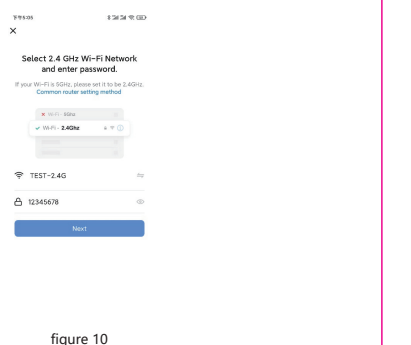 下午5:05
×
Select 2.4 GHz Wi-Fi Network
and enter password.
If your Wi-Fi is 5GHz, please set it to be 2.4GHz.
Common router setting method
Wi-Fi - 5Ghz
Wi-Fi - 2.4Ghz
TEST-2.4G
12345678
Next
figure 10